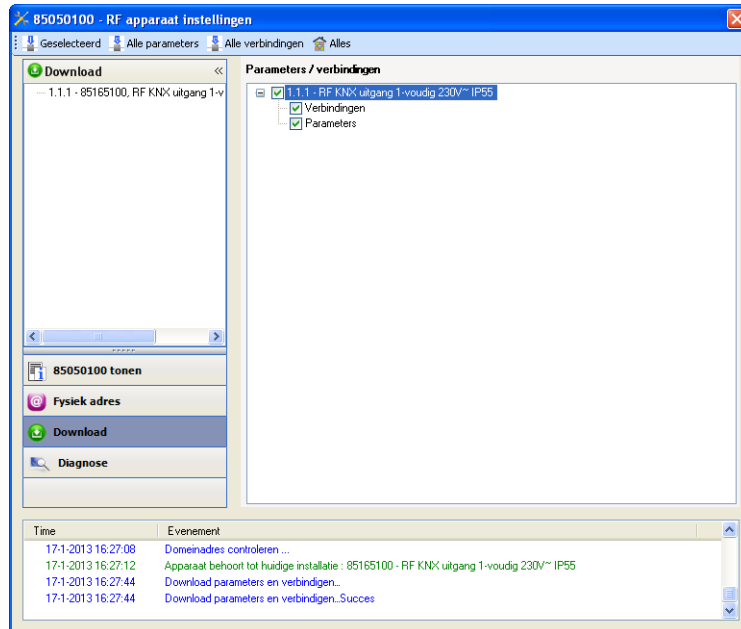 85050100 - RF apparaat instellingen
Geselecteerd Alle parameters Alle verbindingen Alles
Download «
1.1.1 - 85165100, RF KNX uitgang 1-v
85050100 tonen
Fysiek adres
Download
Diagnose
Parameters / verbindingen
1.1.1 - RF KNX uitgang 1-voudig 230V~ IP55
Verbindingen
Parameters
Time Evenement
17-1-2013 16:27:08 Domeinadres controleren ...
17-1-2013 16:27:12 Apparaat behoort tot huidige installatie : 85165100 - RF KNX uitgang 1-voudig 230V~ IP55
17-1-2013 16:27:44 Download parameters en verbindigen...
17-1-2013 16:27:44 Download parameters en verbindigen...Succes